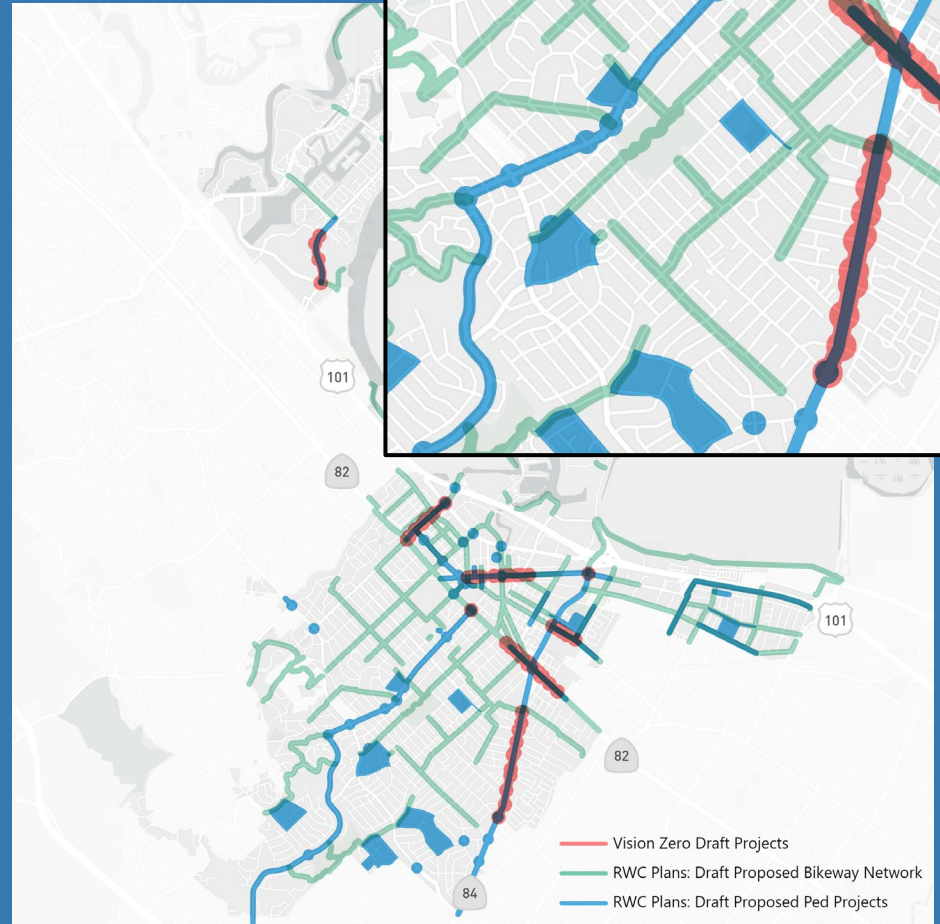 101
82
101
82
84
Vision Zero Draft Projects
RWC Plans: Draft Proposed Bikeway Network
RWC Plans: Draft Proposed Ped Projects